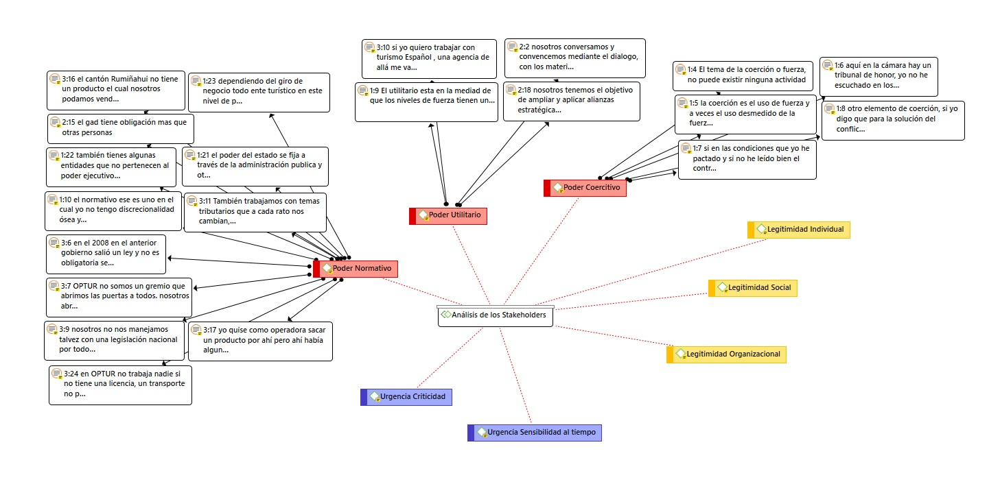 3:10 si yo quiero trabajar con
turismo Español , una agencia de
allá me va...
2:2 nosotros conversamos y
convencemos mediante el dialogo,
con los materi...
1:9 El utilitario esta en la mediad de
que los niveles de fuerza tienen un...
2:18 nosotros tenemos el objetivo
de ampliar y aplicar alianzas
estratégica...
1:4 El tema de la coerción o fuerza,
no puede existir ninguna actividad
1:6 aquí en la cámara hay un
tribunal de honor, yo no he
escuchado en los...
1:5 la coerción es el uso de fuerza y
a veces el uso desmedido de la
fuerz...
1:8 otro elemento de coerción, si yo
digo que para la solución del
conflic...
1:7 si en las condiciones que yo he
pactado y si no he leído bien el
contr...
3:16 el cantón Rumiñahui no tiene
un producto el cual nosotros
podamos vend...
1:23 dependiendo del giro de
negocio todo ente turístico en este
nivel de p...
2:15 el gad tiene obligación mas que
otras personas
1:22 también tienes algunas
entidades que no pertenecen al
poder ejecutivo...
1:21 el poder del estado se fija a
través de la administración publica y
ot...
1:10 el normativo ese es uno en el
cual yo no tengo discrecionalidad
ósea y...
3:11 También trabajamos con temas
tributarios que a cada rato nos
cambian,...
3:6 en el 2008 en el anterior
gobierno salió un ley y no es
obligatoria se...
3:7 OPTUR no somos un gremio que
abrimos las puertas a todos. nosotros
abr...
3:9 nosotros no nos manejamos
talvez con una legislación nacional
por todo...
3:17 yo quise como operadora sacar
un producto por ahí pero ahí había
algun...
3:24 en OPTUR no trabaja nadie si
no tiene una licencia, un transporte
no p...
Poder Coercitivo
Poder Utilitario
Poder Normativo
Legitimidad Individual
Legitimidad Social
Análisis de los Stakeholders
Legitimidad Organizacional
Urgencia Criticidad
Urgencia Sensibilidad al tiempo